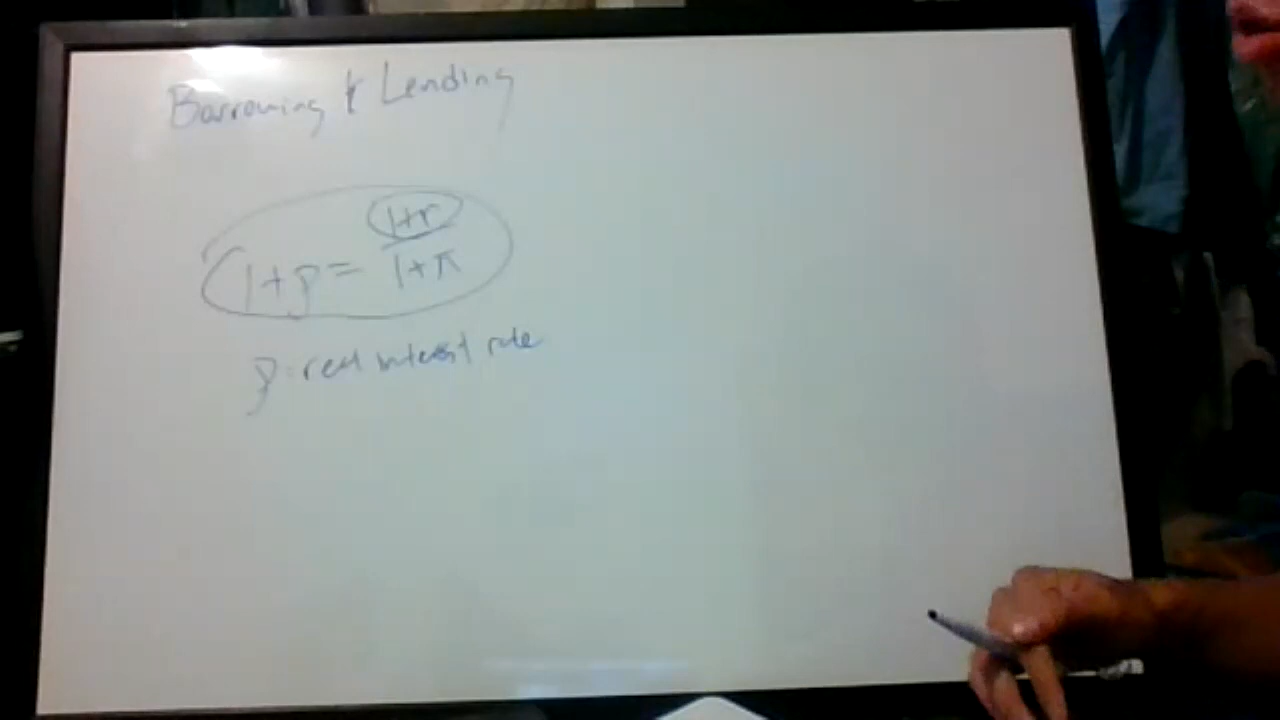 Borrowing & Lending
1+ρ = (1+r)/(1+π)
ρ: real interest rate